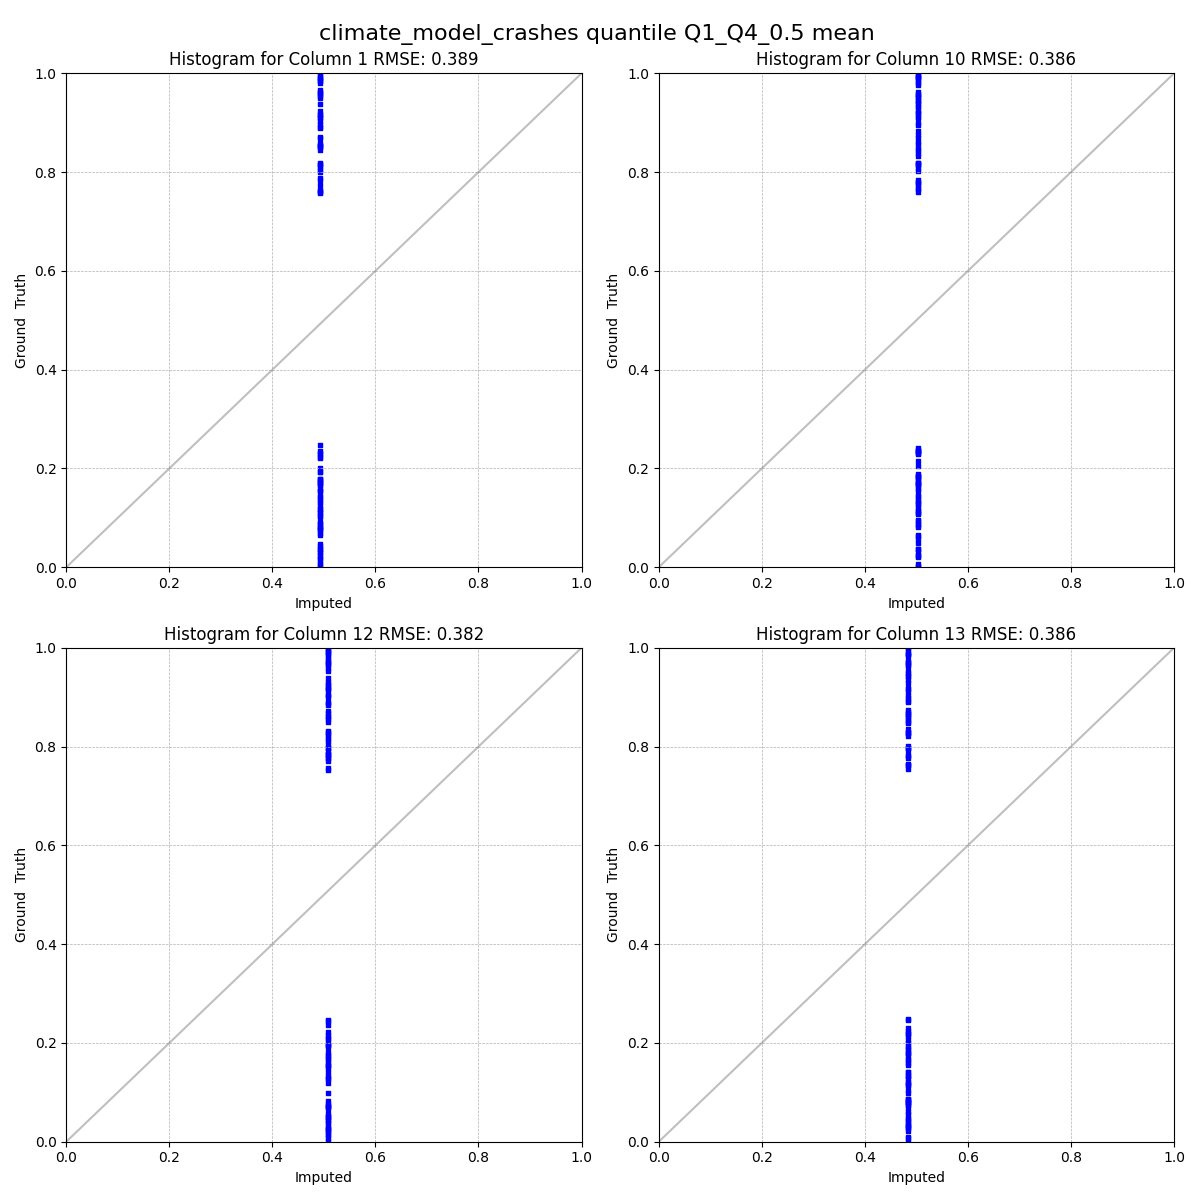 climate_model_crashes quantile Q1_Q4_0.5 mean
Histogram for Column 1 RMSE: 0.389
1.0
0.8
0.6
0.4
0.2
0.0
Ground Truth
0.0 0.2 0.4 0.6 0.8 1.0
Imputed
Histogram for Column 10 RMSE: 0.386
1.0
0.8
0.6
0.4
0.2
0.0
Ground Truth
0.0 0.2 0.4 0.6 0.8 1.0
Imputed
Histogram for Column 12 RMSE: 0.382
1.0
0.8
0.6
0.4
0.2
0.0
Ground Truth
0.0 0.2 0.4 0.6 0.8 1.0
Imputed
Histogram for Column 13 RMSE: 0.386
1.0
0.8
0.6
0.4
0.2
0.0
Ground Truth
0.0 0.2 0.4 0.6 0.8 1.0
Imputed